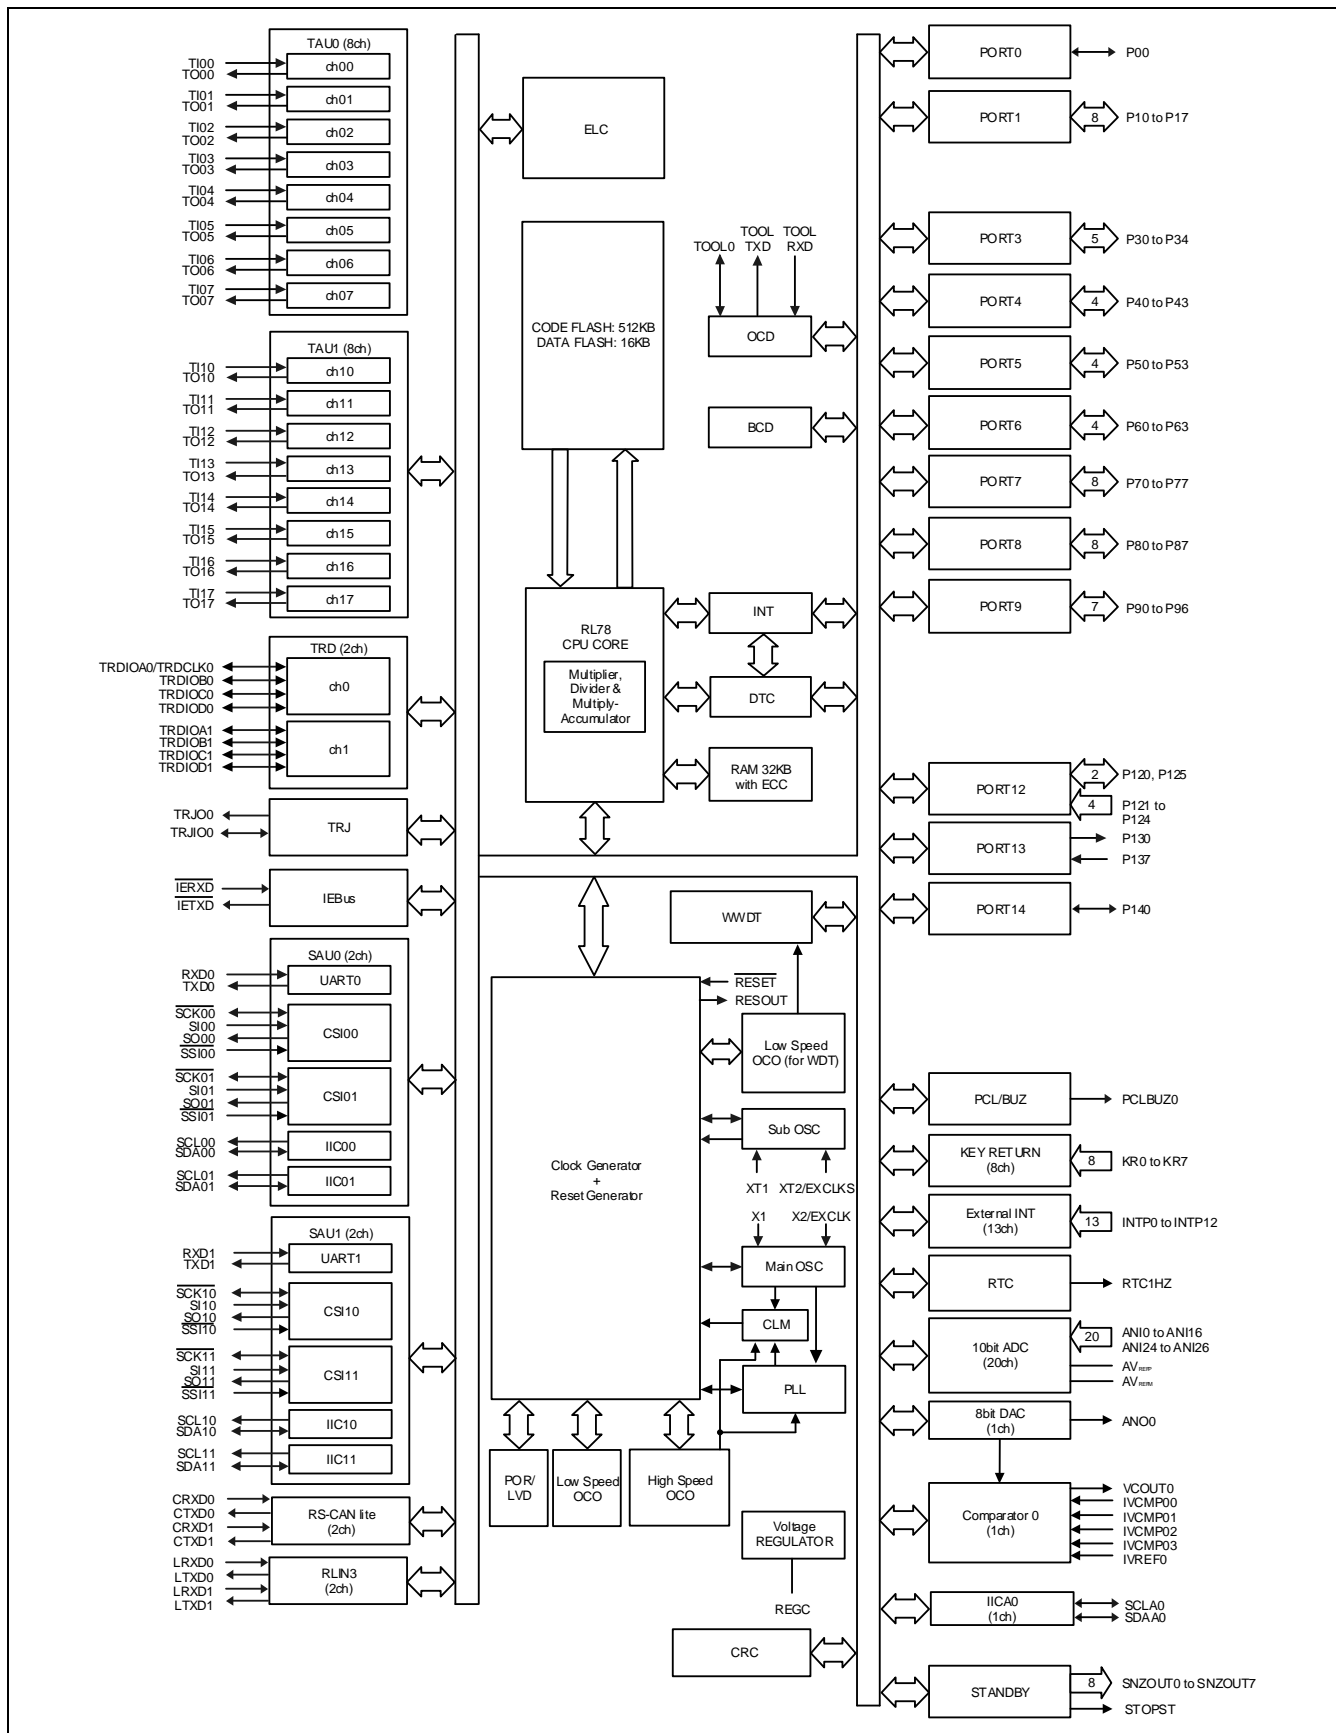 TAU0 (8ch)
TI00
TO00
ch00
TI01
TO01
ch01
TI02
TO02
ch02
TI03
TO03
ch03
TI04
TO04
ch04
TI05
TO05
ch05
TI06
TO06
ch06
TI07
TO07
ch07
TAU1 (8ch)
TI10
TO10
ch10
TI11
TO11
ch11
TI12
TO12
ch12
TI13
TO13
ch13
TI14
TO14
ch14
TI15
TO15
ch15
TI16
TO16
ch16
TI17
TO17
ch17
TRD (2ch)
TRDIOA0/TRDCLK0
TRDIOB0
TRDIOC0
TRDIOD0
ch0
TRDIOA1
TRDIOB1
TRDIOC1
TRDIOD1
ch1
TRJO0
TRJIO0
TRJ
IERXD
IETXD
IEBus
SAU0 (2ch)
RXD0
TXD0
UART0
SCK00
SI00
SO00
SSI00
CSI00
SCK01
SI01
SO01
SSI01
CSI01
SCL00
SDA00
IIC00
SCL01
SDA01
IIC01
SAU1 (2ch)
RXD1
TXD1
UART1
SCK10
SI10
SO10
SSI10
CSI10
SCK11
SI11
SO11
SSI11
CSI11
SCL10
SDA10
IIC10
SCL11
SDA11
IIC11
CRXD0
CTXD0
CRXD1
CTXD1
RS-CAN lite
(2ch)
LRXD0
LTXD0
LRXD1
LTXD1
RLIN3
(2ch)
ELC
CODE FLASH: 512KB
DATA FLASH: 16KB
TOOL0
TOOL
TXD
TOOL
RXD
OCD
BCD
RL78
CPU CORE
Multiplier,
Divider &
Multiply-
Accumulator
INT
DTC
RAM 32KB
with ECC
WWDT
RESET
RESOUT
Low Speed
OCO (for WDT)
Sub OSC
XT1
XT2/EXCLKS
X1
X2/EXCLK
Main OSC
CLM
PLL
Clock Generator
+
Reset Generator
POR/
LVD
Low Speed
OCO
High Speed
OCO
Voltage
REGULATOR
REGC
CRC
PORT0
P00
PORT1
8
P10 to P17
PORT3
5
P30 to P34
PORT4
4
P40 to P43
PORT5
4
P50 to P53
PORT6
4
P60 to P63
PORT7
8
P70 to P77
PORT8
8
P80 to P87
PORT9
7
P90 to P96
PORT12
2
P120, P125
4
P121 to
P124
PORT13
P130
P137
PORT14
P140
PCL/BUZ
PCLBUZ0
KEY RETURN
(8ch)
8
KR0 to KR7
External INT
(13ch)
13
INTP0 to INTP12
RTC
RTC1HZ
10bit ADC
(20ch)
20
ANI0 to ANI16
ANI24 to ANI26
AVREFP
AVREFM
8bit DAC
(1ch)
ANO0
Comparator 0
(1ch)
VCOUT0
IVCMP00
IVCMP01
IVCMP02
IVCMP03
IVREF0
IICA0
(1ch)
SCLA0
SDAA0
STANDBY
8
SNZOUT0 to SNZOUT7
STOPST